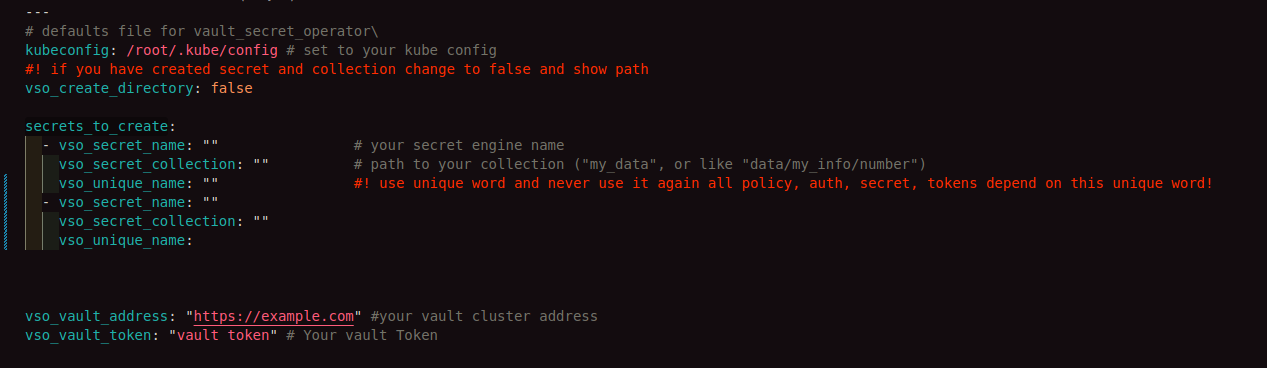 ---
# defaults file for vault_secret_operator\
kubeconfig: /root/.kube/config # set to your kube config
#! if you have created secret and collection change to false and show path
vso_create_directory: false
secrets_to_create:
- vso_secret_name: "" # your secret engine name
vso_secret_collection: "" # path to your collection ("my_data", or like "data/my_info/number")
vso_unique_name: "" #! use unique word and never use it again all policy, auth, secret, tokens depend on this unique word!
- vso_secret_name: ""
vso_secret_collection: ""
vso_unique_name:
vso_vault_address: "https://example.com" #your vault cluster address
vso_vault_token: "vault token" # Your vault Token